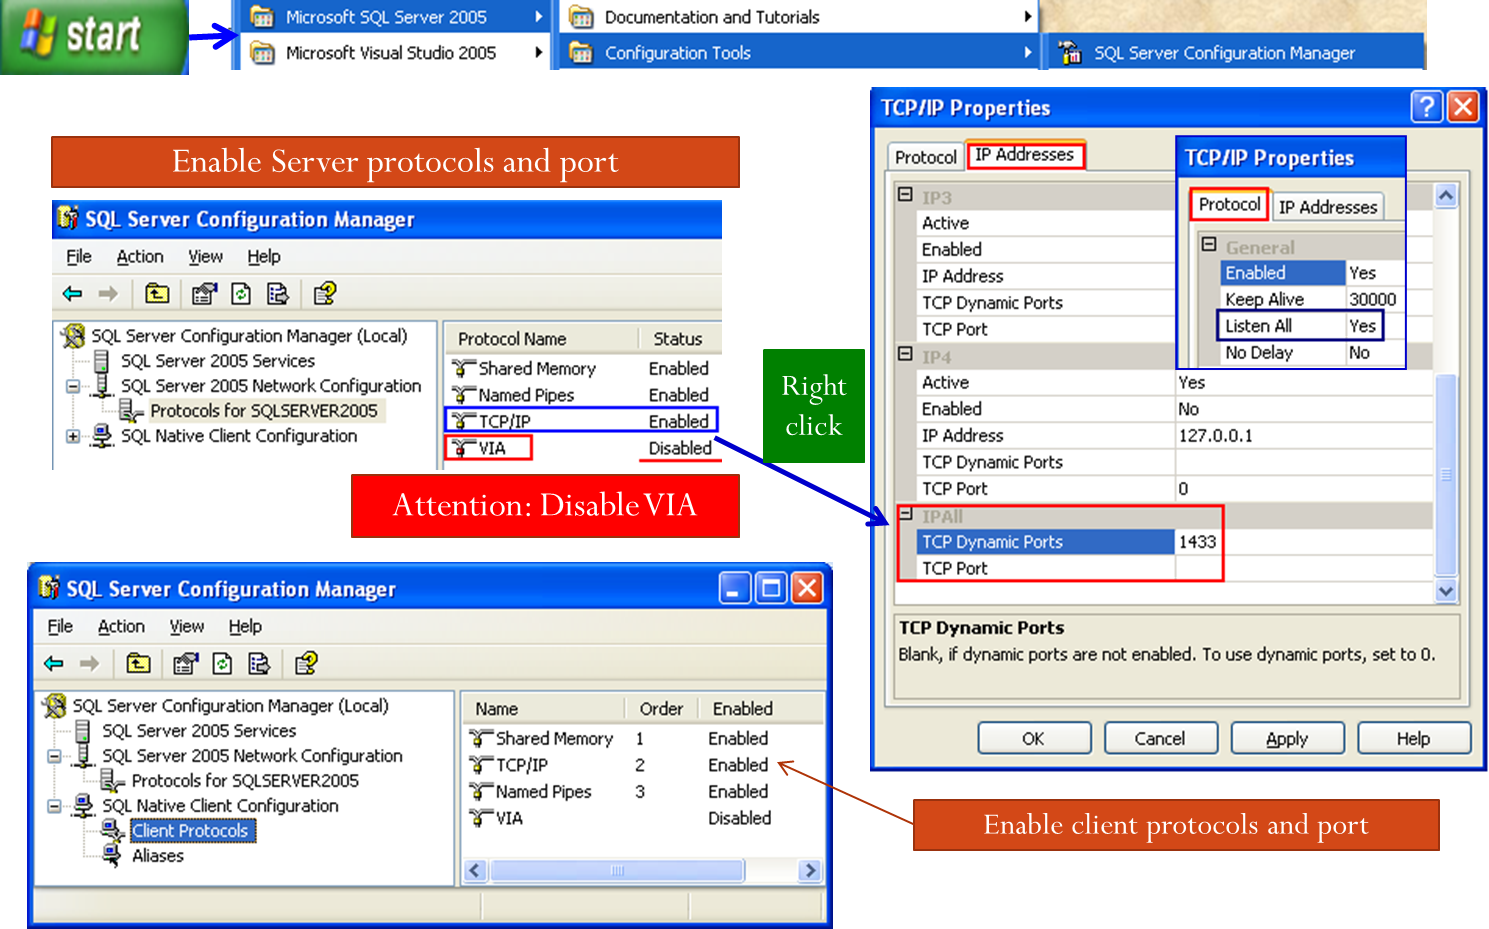 start
Microsoft SQL Server 2005
Documentation and Tutorials
Microsoft Visual Studio 2005
Configuration Tools
SQL Server Configuration Manager
Enable Server protocols and port
SQL Server Configuration Manager
File Action View Help
SQL Server Configuration Manager (Local)
SQL Server 2005 Services
SQL Server 2005 Network Configuration
Protocols for SQLSERVER2005
SQL Native Client Configuration
Protocol Name Status
Shared Memory Enabled
Named Pipes Enabled
TCP/IP Enabled
VIA Disabled
Attention: Disable VIA
Right
click
TCP/IP Properties
Protocol IP Addresses
IP3
Active
Enabled
IP Address
TCP Dynamic Ports
TCP Port
IP4
Active Yes
Enabled No
IP Address 127.0.0.1
TCP Dynamic Ports
TCP Port 0
IPAll
TCP Dynamic Ports 1433
TCP Port
TCP Dynamic Ports
Blank, if dynamic ports are not enabled. To use dynamic ports, set to 0.
OK Cancel Apply Help
TCP/IP Properties
Protocol IP Addresses
General
Enabled Yes
Keep Alive 30000
Listen All Yes
No Delay No
SQL Server Configuration Manager
File Action View Help
SQL Server Configuration Manager (Local)
SQL Server 2005 Services
SQL Server 2005 Network Configuration
Protocols for SQLSERVER2005
SQL Native Client Configuration
Client Protocols
Aliases
Name Order Enabled
Shared Memory 1 Enabled
TCP/IP 2 Enabled
Named Pipes 3 Enabled
VIA Disabled
Enable client protocols and port